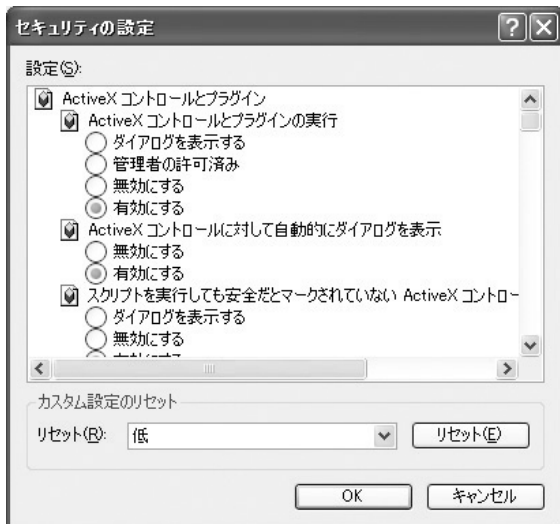 セキュリティの設定
設定(S):
ActiveX コントロールとプラグイン
ActiveX コントロールとプラグインの実行
ダイアログを表示する
管理者の許可済み
無効にする
有効にする
ActiveX コントロールに対して自動的にダイアログを表示
無効にする
有効にする
スクリプトを実行しても安全だとマークされていない ActiveX コントロー
ダイアログを表示する
無効にする
カスタム設定のリセット
リセット(R):
低
リセット(E)
OK
キャンセル